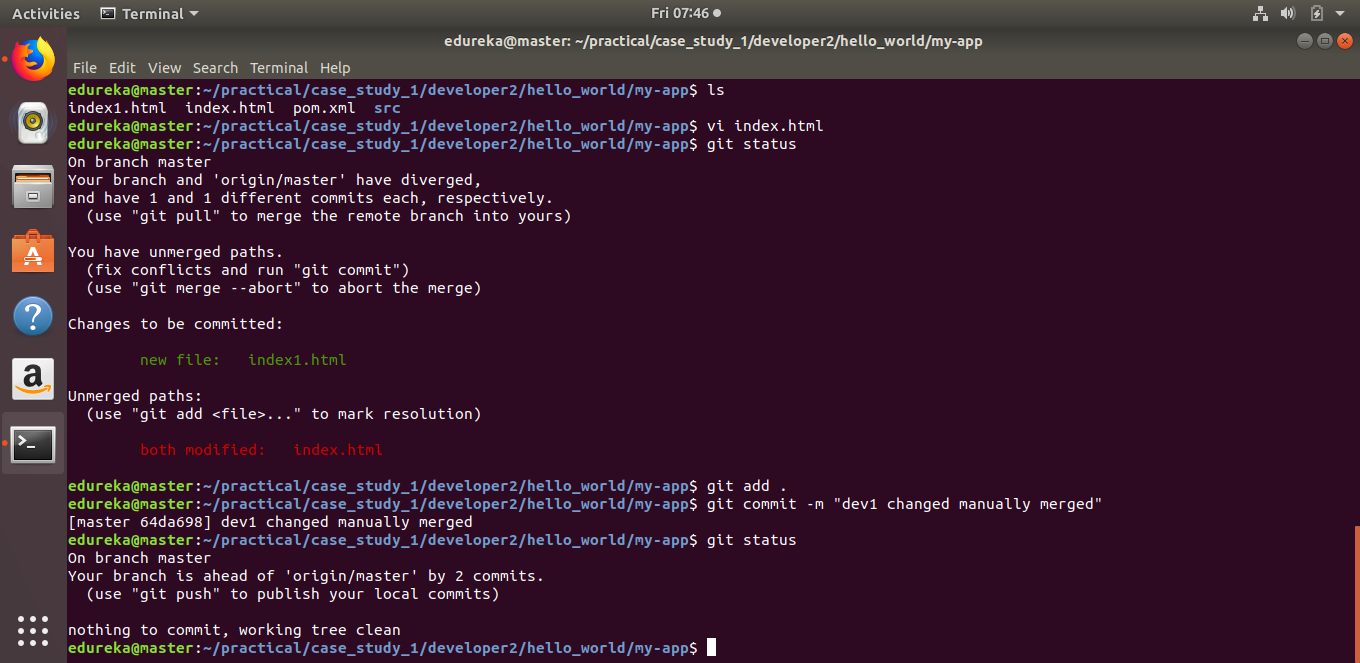 Activities Terminal Fri 07:46
edureka@master: ~/practical/case_study_1/developer2/hello_world/my-app
File Edit View Search Terminal Help
edureka@master:~/practical/case_study_1/developer2/hello_world/my-app$ ls
index1.html  index.html  pom.xml  src
edureka@master:~/practical/case_study_1/developer2/hello_world/my-app$ vi index.html
edureka@master:~/practical/case_study_1/developer2/hello_world/my-app$ git status
On branch master
Your branch and 'origin/master' have diverged,
and have 1 and 1 different commits each, respectively.
  (use "git pull" to merge the remote branch into yours)
You have unmerged paths.
  (fix conflicts and run "git commit")
  (use "git merge --abort" to abort the merge)
Changes to be committed:
        new file:   index1.html
Unmerged paths:
  (use "git add <file>..." to mark resolution)
        both modified:   index.html
edureka@master:~/practical/case_study_1/developer2/hello_world/my-app$ git add .
edureka@master:~/practical/case_study_1/developer2/hello_world/my-app$ git commit -m "dev1 changed manually merged"
[master 64da698] dev1 changed manually merged
edureka@master:~/practical/case_study_1/developer2/hello_world/my-app$ git status
On branch master
Your branch is ahead of 'origin/master' by 2 commits.
  (use "git push" to publish your local commits)
nothing to commit, working tree clean
edureka@master:~/practical/case_study_1/developer2/hello_world/my-app$